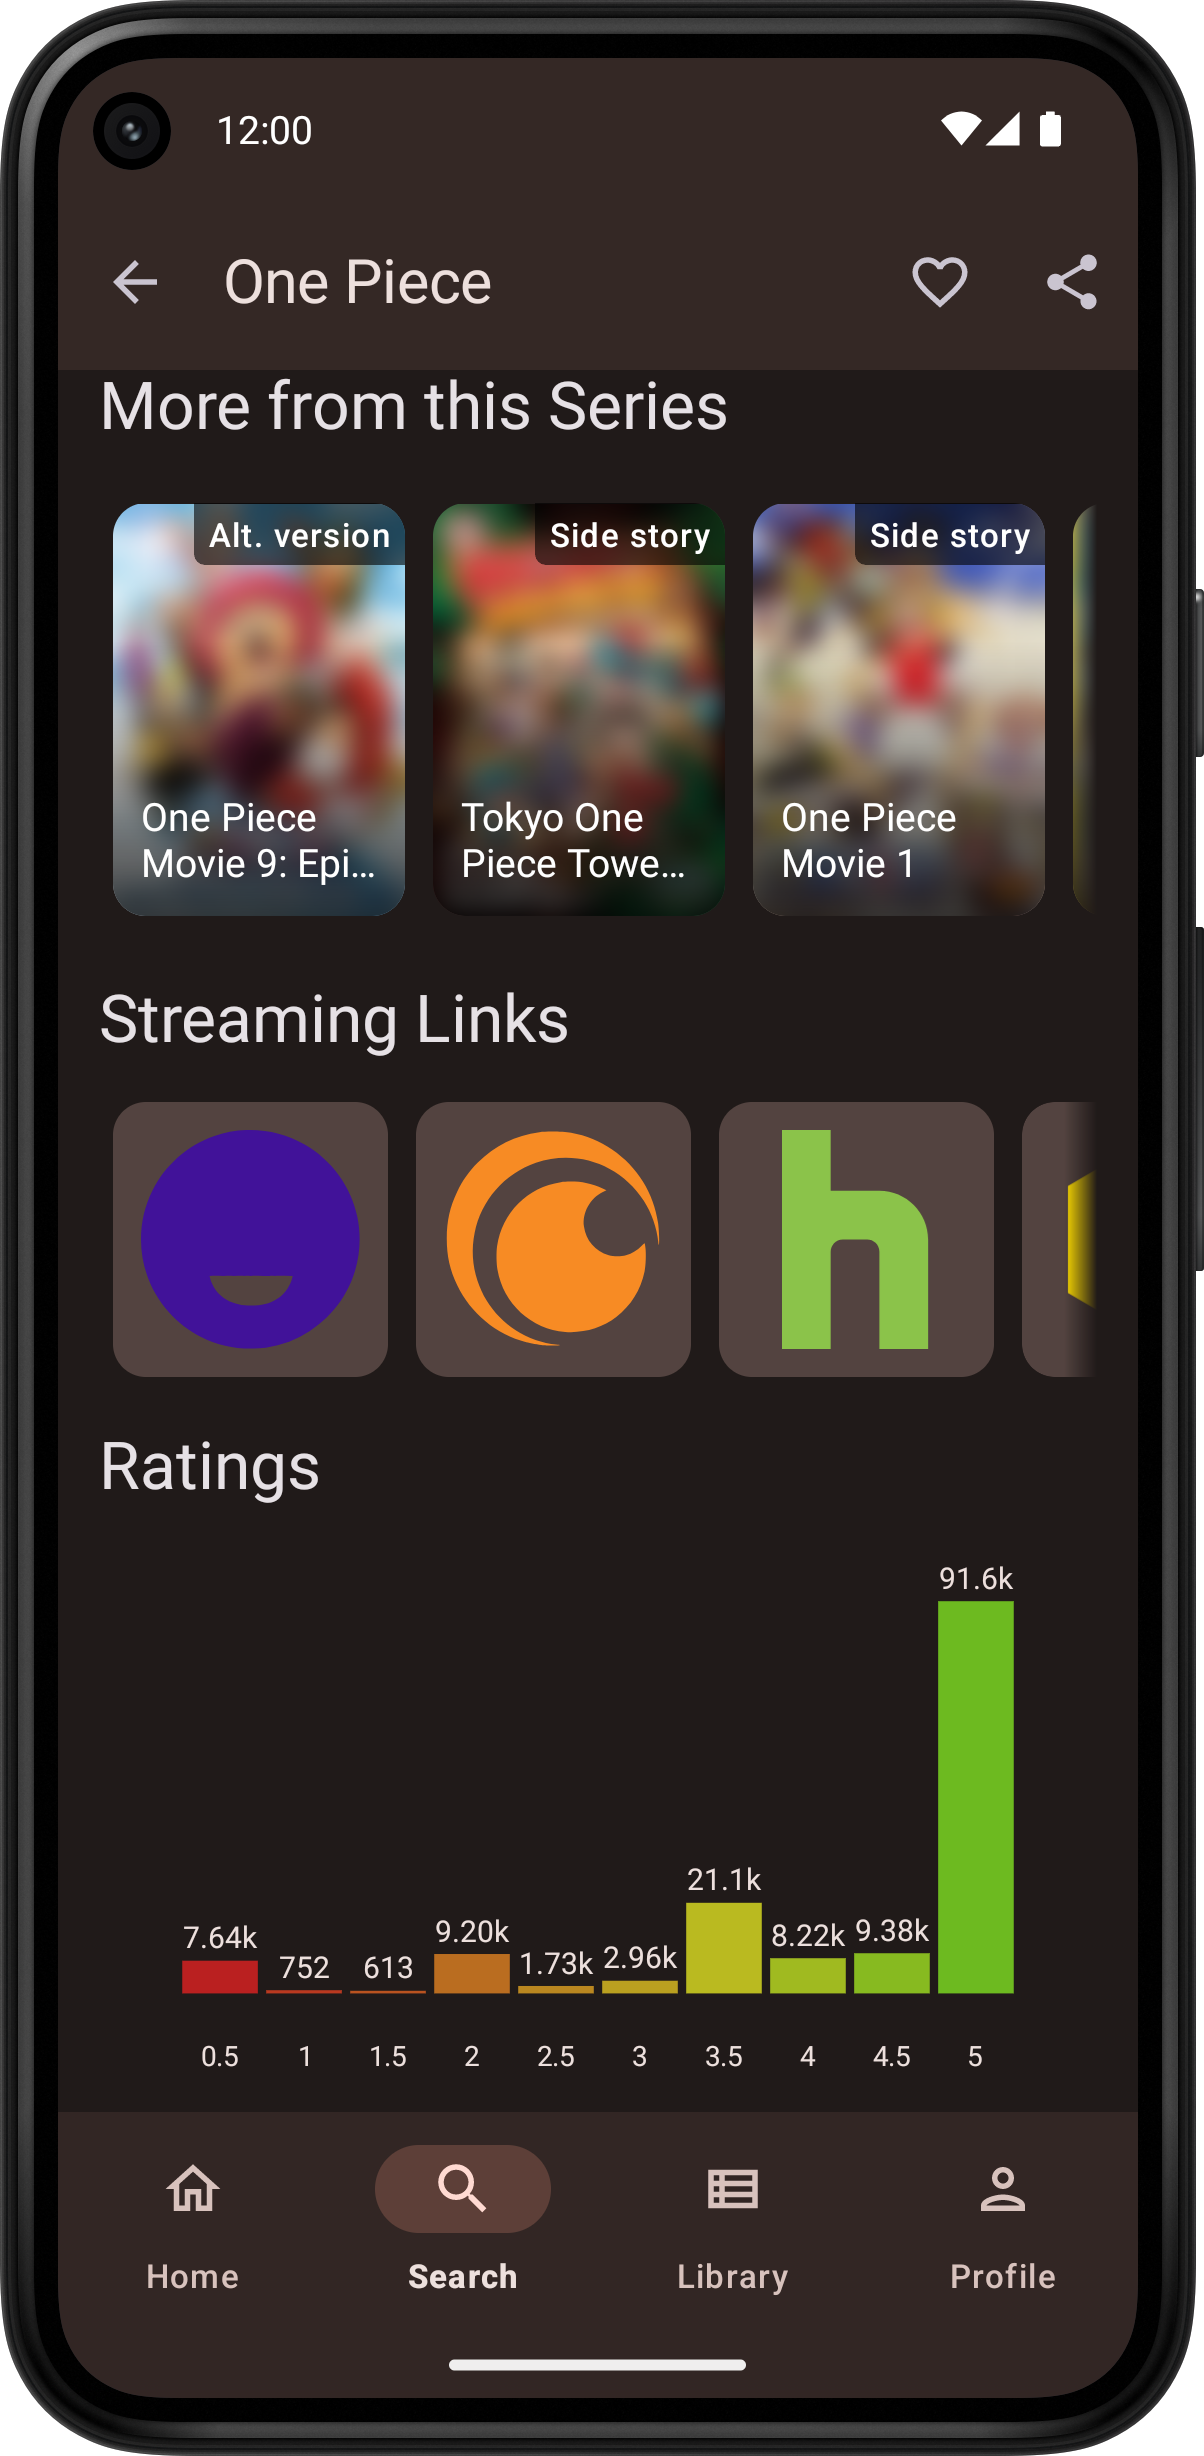 12:00
One Piece
More from this Series
Alt. version
One Piece
Movie 9: Epi...
Side story
Tokyo One
Piece Towe...
Side story
One Piece
Movie 1
Streaming Links
h
Ratings
91.6k
21.1k
7.64k
752
613
9.20k
1.73k
2.96k
8.22k
9.38k
0.5 1 1.5 2 2.5 3 3.5 4 4.5 5
Home Search Library Profile